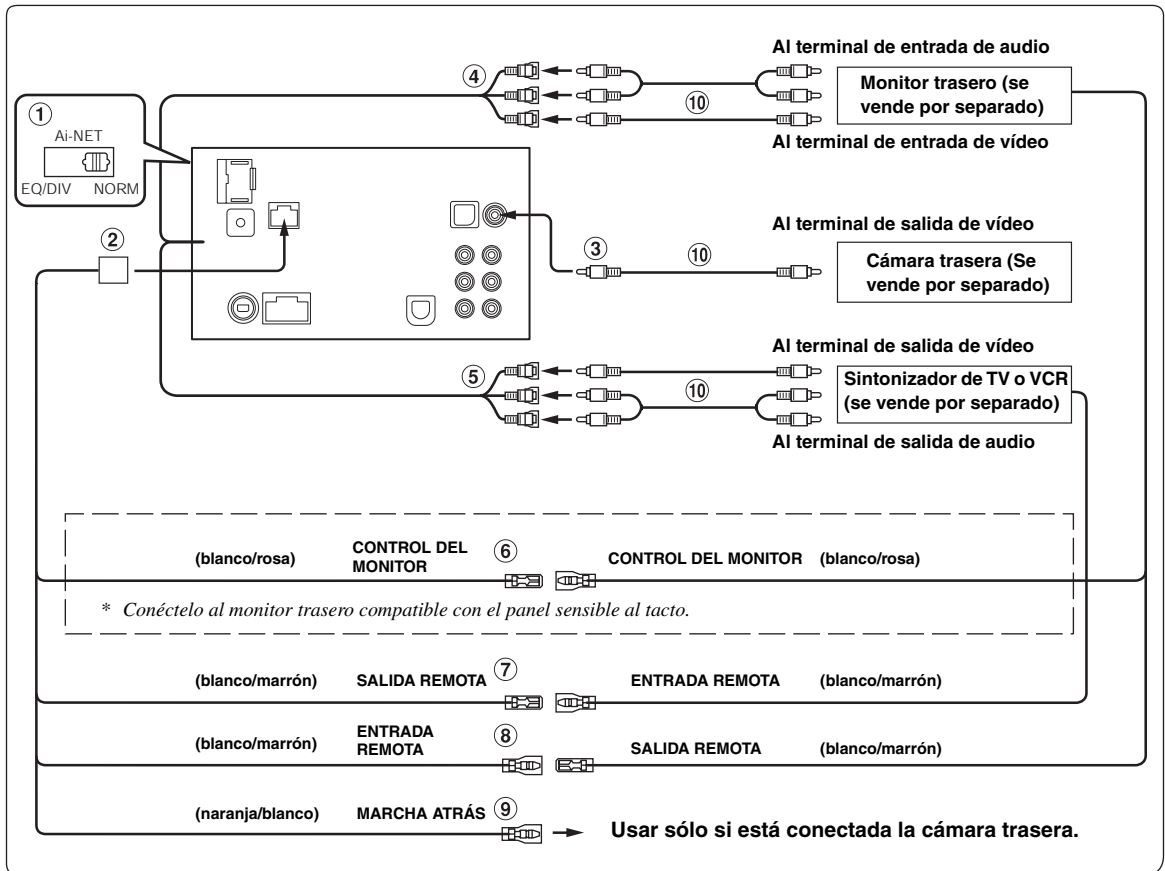 Al terminal de entrada de audio
④
Monitor trasero (se
vende por separado)
⑩
①
Ai-NET
EQ/DIV NORM
Al terminal de entrada de vídeo
Al terminal de salida de vídeo
②
③
⑩
Cámara trasera (Se
vende por separado)
Al terminal de salida de vídeo
⑤
Sintonizador de TV o VCR
(se vende por separado)
⑩
Al terminal de salida de audio
(blanco/rosa) CONTROL DEL
MONITOR
⑥
CONTROL DEL MONITOR (blanco/rosa)
* Conéctelo al monitor trasero compatible con el panel sensible al tacto.
(blanco/marrón) SALIDA REMOTA ⑦ ENTRADA REMOTA (blanco/marrón)
(blanco/marrón) ENTRADA
REMOTA
⑧
SALIDA REMOTA (blanco/marrón)
(naranja/blanco) MARCHA ATRÁS ⑨
Usar sólo si está conectada la cámara trasera.